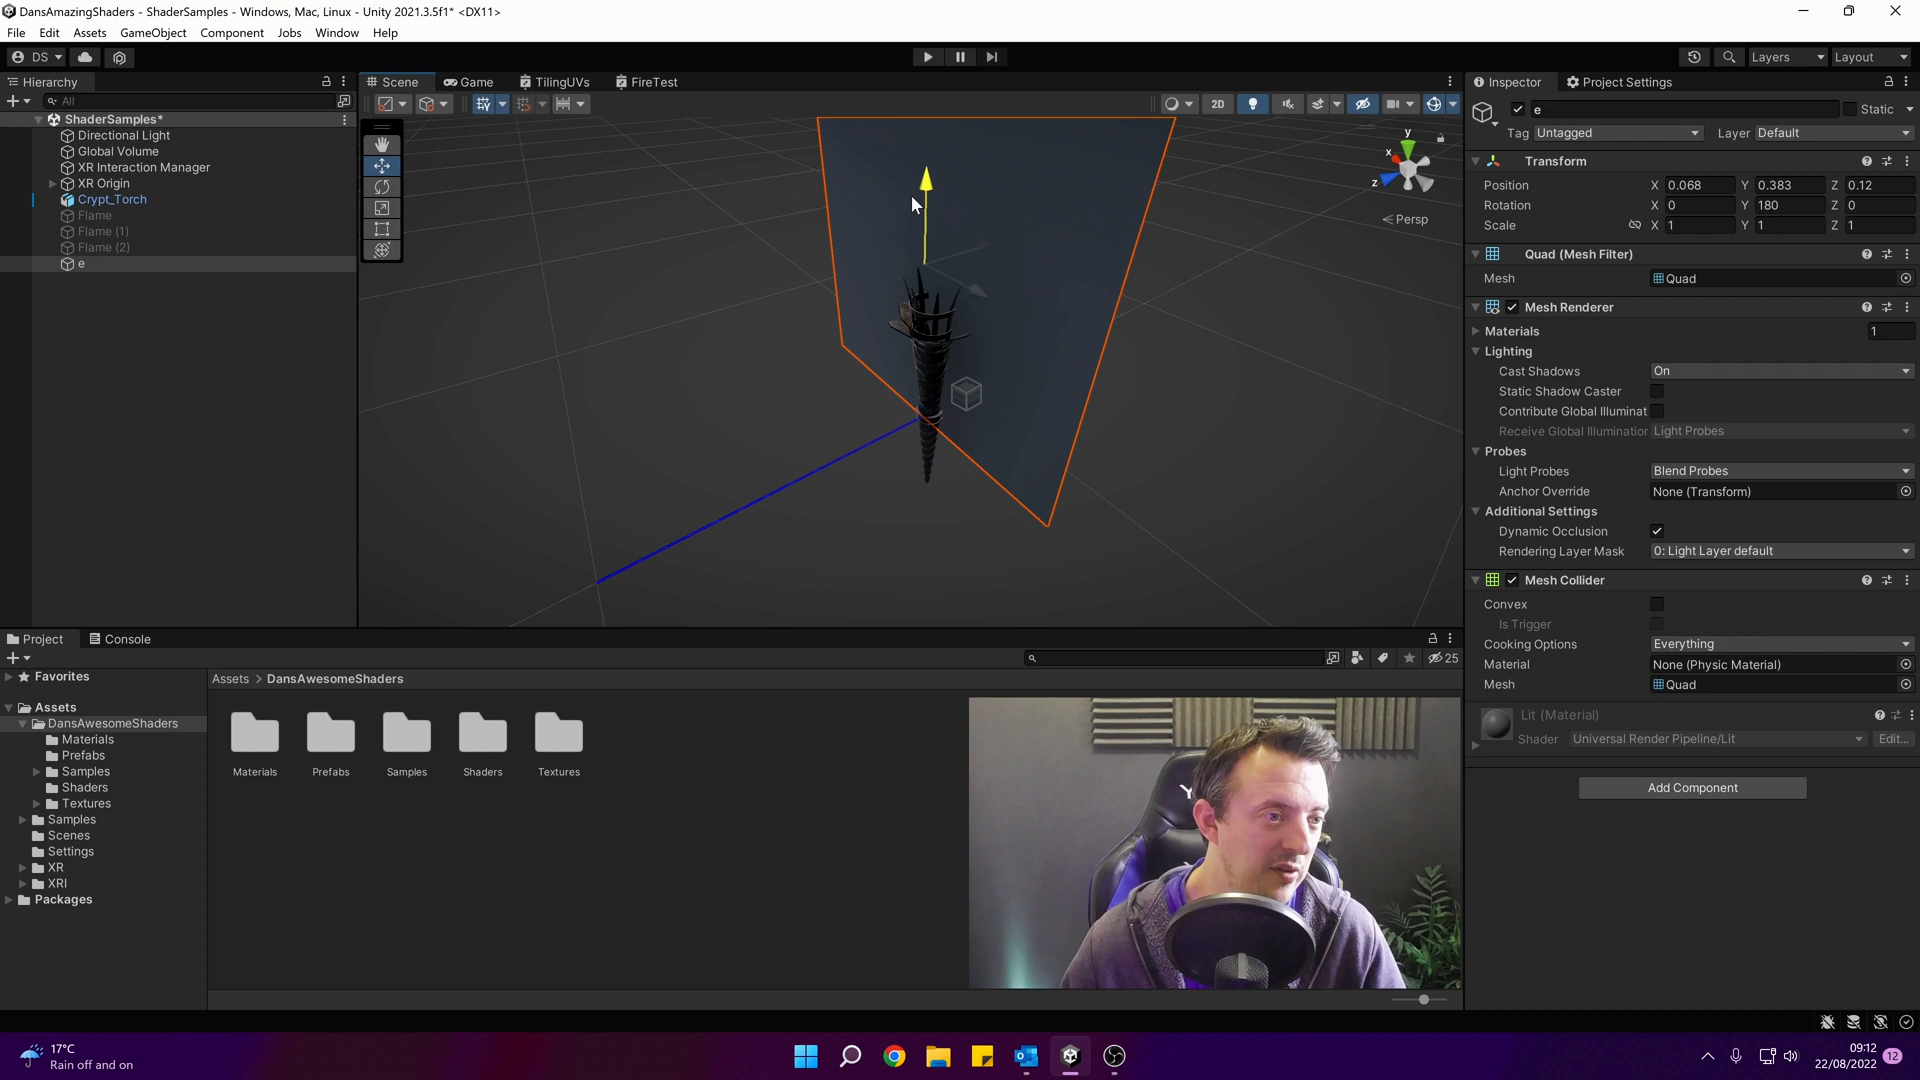 DansAmazingShaders - ShaderSamples - Windows, Mac, Linux - Unity 2021.3.5f1* <DX11>
File Edit Assets GameObject Component Jobs Window Help
DS Layers Layout
Hierarchy Scene Game TilingUVs FireTest Inspector Project Settings
All 2D e Static
ShaderSamples*
Directional Light
Global Volume
XR Interaction Manager
XR Origin
Crypt_Torch
Flame
Flame (1)
Flame (2)
e
y
x
z
< Persp
Tag Untagged Layer Default
Transform
Position X 0.068 Y 0.383 Z 0.12
Rotation X 0 Y 180 Z 0
Scale X 1 Y 1 Z 1
Quad (Mesh Filter)
Mesh Quad
Mesh Renderer
Materials 1
Lighting
Cast Shadows On
Static Shadow Caster
Contribute Global Illuminat
Receive Global Illumination Light Probes
Probes
Light Probes Blend Probes
Anchor Override None (Transform)
Additional Settings
Dynamic Occlusion
Rendering Layer Mask 0: Light Layer default
Mesh Collider
Convex
Is Trigger
Cooking Options Everything
Material None (Physic Material)
Mesh Quad
Lit (Material)
Shader Universal Render Pipeline/Lit Edit...
Add Component
Project Console
25
Favorites
Assets
DansAwesomeShaders
Materials
Prefabs
Samples
Shaders
Textures
Samples
Scenes
Settings
XR
XRI
Packages
Assets > DansAwesomeShaders
Materials Prefabs Samples Shaders Textures
17°C
Rain off and on
09:12
22/08/2022
12